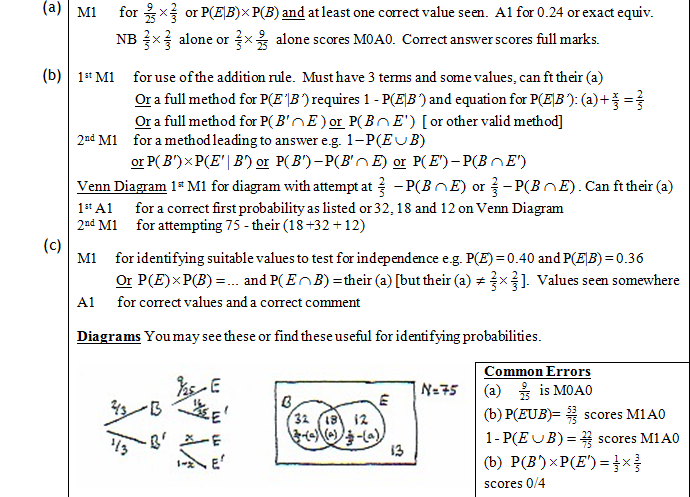 (a) M1 for 9/25 × 2/3 or P(E|B)×P(B) and at least one correct value seen. A1 for 0.24 or exact equiv.
NB 2/5 × 2/3 alone or 2/5 × 9/25 alone scores M0A0. Correct answer scores full marks.
(b) 1st M1 for use of the addition rule. Must have 3 terms and some values, can ft their (a)
Or a full method for P(E'|B') requires 1 - P(E|B') and equation for P(E|B'): (a)+ x/3 = 2/5
Or a full method for P(B'∩E) or P(B∩E') [ or other valid method]
2nd M1 for a method leading to answer e.g. 1−P(E∪B)
or P(B')×P(E'|B') or P(B')−P(B'∩E) or P(E')−P(B∩E')
Venn Diagram 1st M1 for diagram with attempt at 2/5 −P(B∩E) or 2/3 −P(B∩E). Can ft their (a)
1st A1 for a correct first probability as listed or 32, 18 and 12 on Venn Diagram
2nd M1 for attempting 75 - their (18 +32 + 12)
(c)
M1 for identifying suitable values to test for independence e.g. P(E) = 0.40 and P(E|B) = 0.36
Or P(E)×P(B) =... and P(E∩B) = their (a) [but their (a) ≠ 2/5 × 2/3]. Values seen somewhere
A1 for correct values and a correct comment
Diagrams You may see these or find these useful for identifying probabilities.
2/3 B 9/25 E
16/25 E'
1/3 B' x E
1-x E'
B E N=75
32 18 12
2/3-(a) (a) 2/5-(a)
13
Common Errors
(a) 9/25 is M0A0
(b) P(EUB)= 53/75 scores M1A0
1 - P(E∪B) = 22/75 scores M1A0
(b) P(B')×P(E') = 1/3 × 3/5
scores 0/4